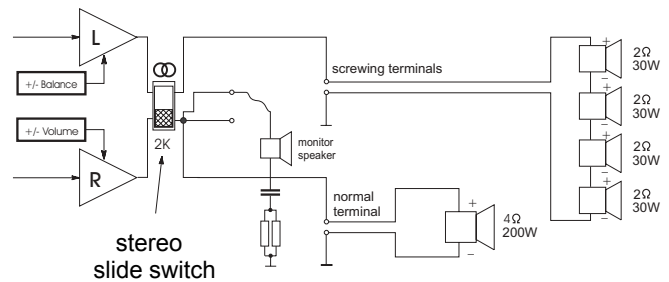 L
+/- Balance
+/- Volume
R
2K
stereo
slide switch
monitor
speaker
screwing terminals
normal
terminal
+
4Ω
200W
–
+
2Ω
30W
–
+
2Ω
30W
–
+
2Ω
30W
–
+
2Ω
30W
–